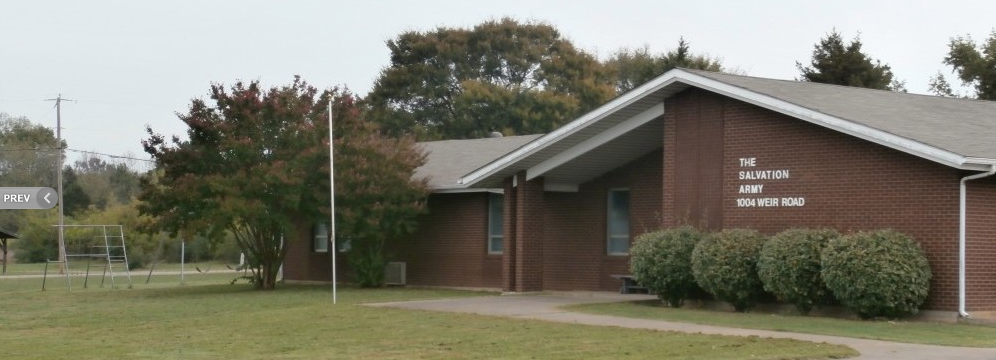 THE
SALVATION
ARMY
1004 WEIR ROAD
PREV